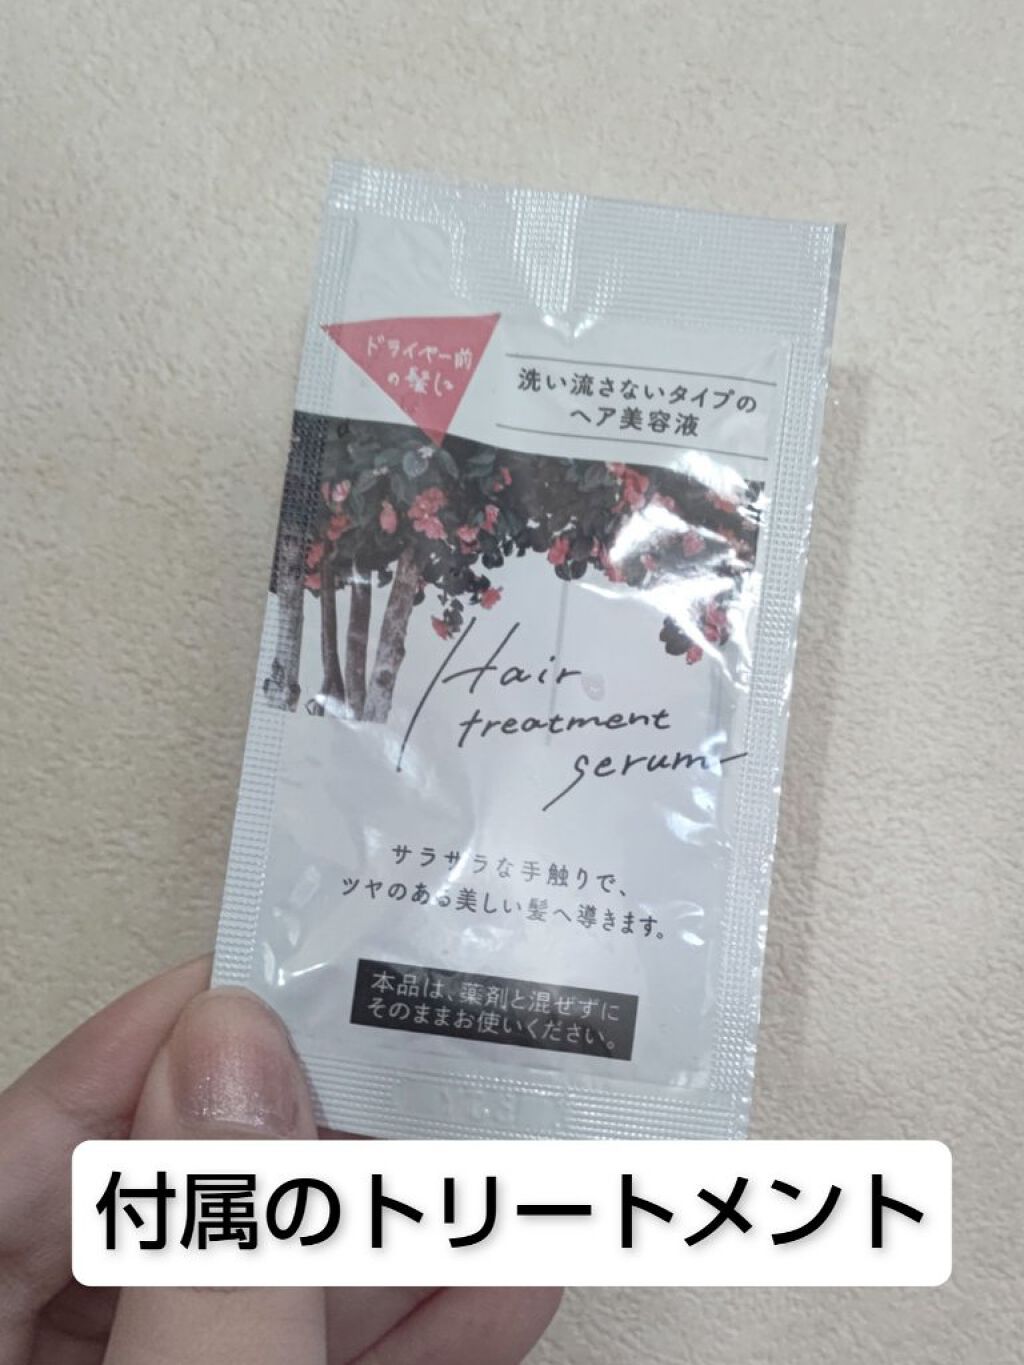 ドライヤー前
の髪に
洗い流さないタイプの
ヘア美容液
Hair
treatment
serum
サラサラな手触りで、
ツヤのある美しい髪へ導きます。
本品は、薬剤と混ぜずに
そのままお使いください。
付属のトリートメント